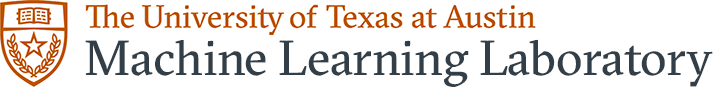 The University of Texas at Austin
Machine Learning Laboratory